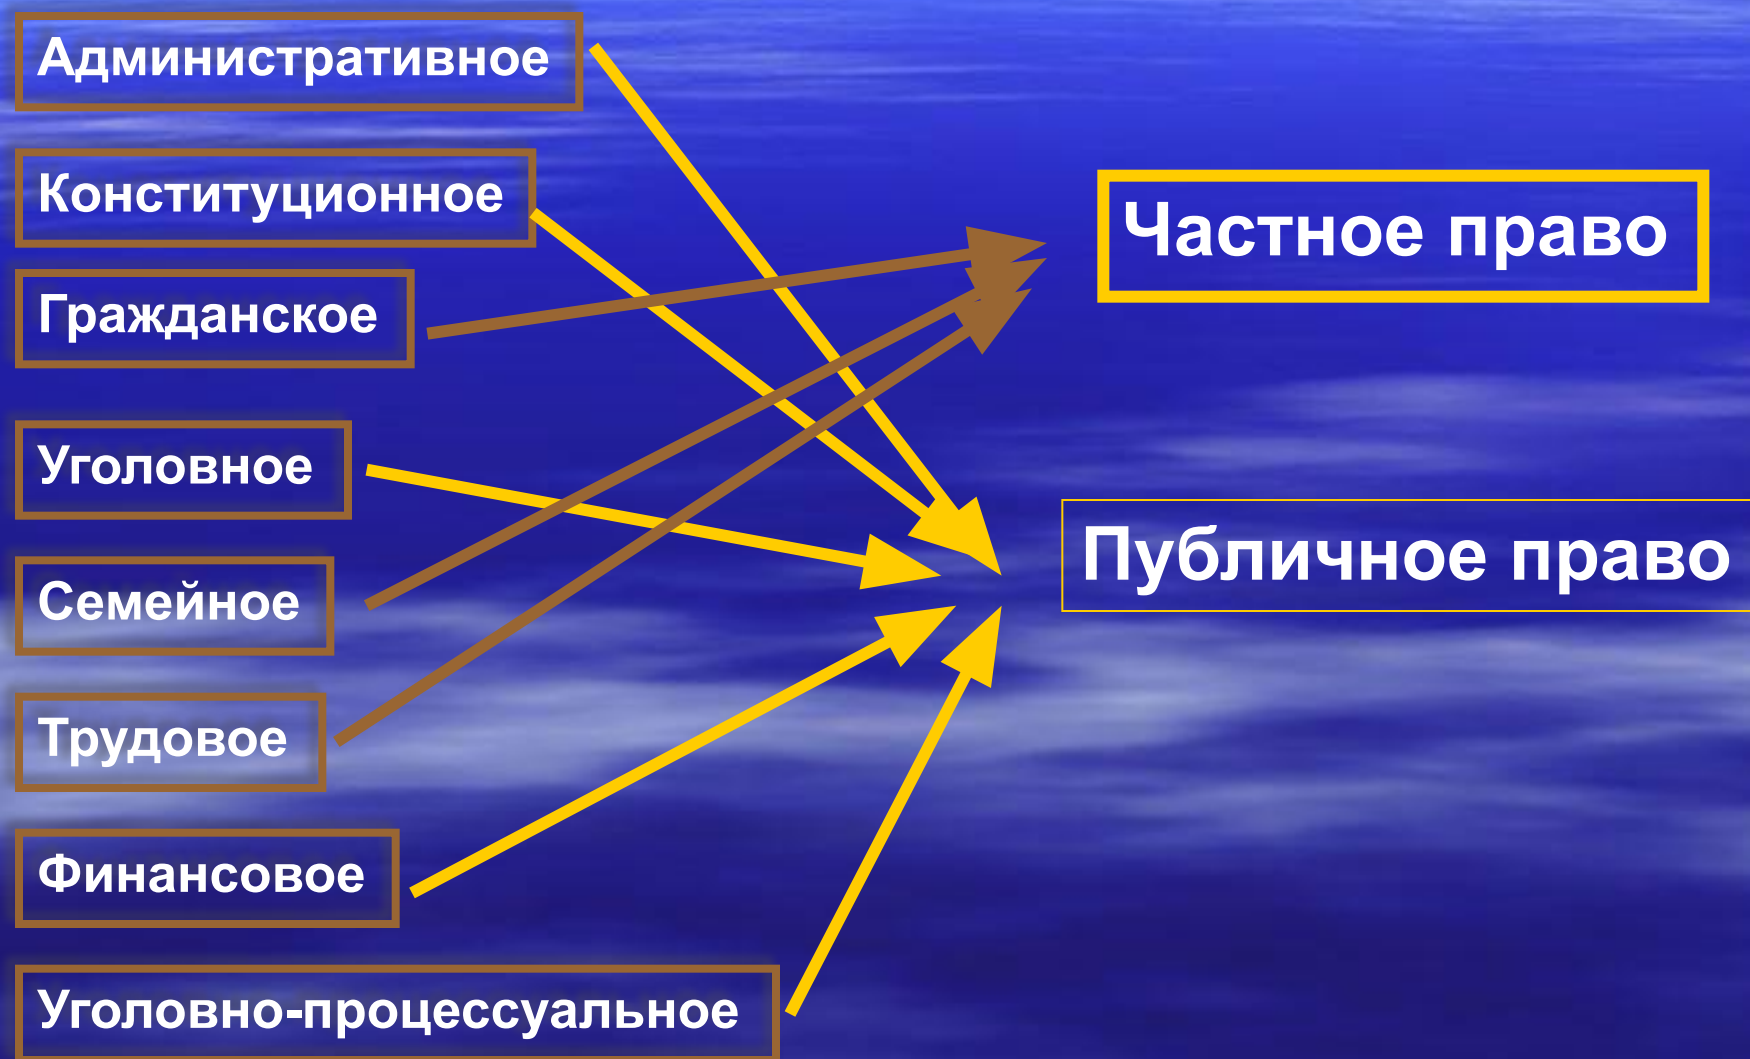 Административное
Конституционное
Гражданское
Уголовное
Семейное
Трудовое
Финансовое
Уголовно-процессуальное
Частное право
Публичное право